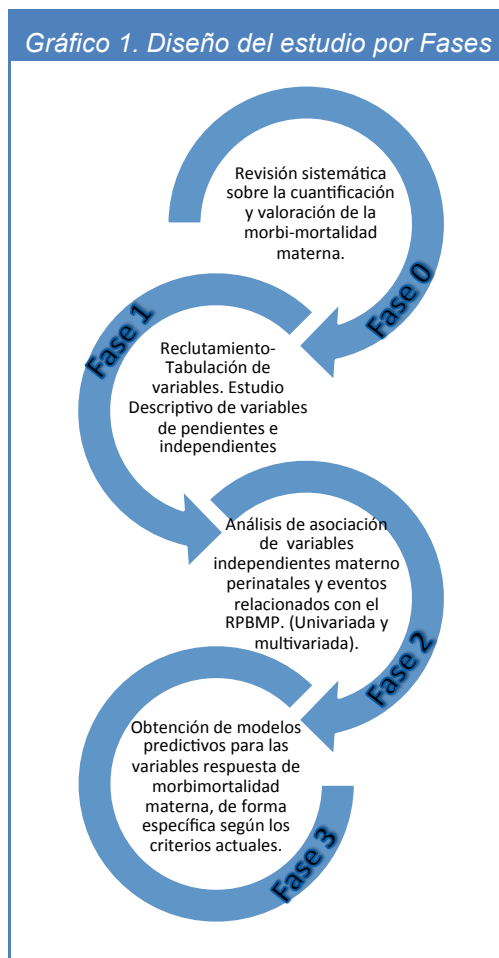 Gráfico 1. Diseño del estudio por Fases
Revisión sistemática
sobre la cuantificación
y valoración de la
morbi-mortalidad
materna.
Fase 0
Fase 1
Reclutamiento-
Tabulación de
variables. Estudio
Descriptivo de variables
de pendientes e
independientes
Análisis de asociación
de variables
independientes materno
perinatales y eventos
relacionados con el
RPBMP. (Univariada y
multivariada).
Fase 2
Obtención de modelos
predictivos para las
variables respuesta de
morbimortalidad
materna, de forma
específica según los
criterios actuales.
Fase 3